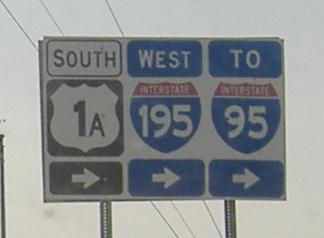 SOUTH WEST TO
1A INTERSTATE 195 INTERSTATE 95